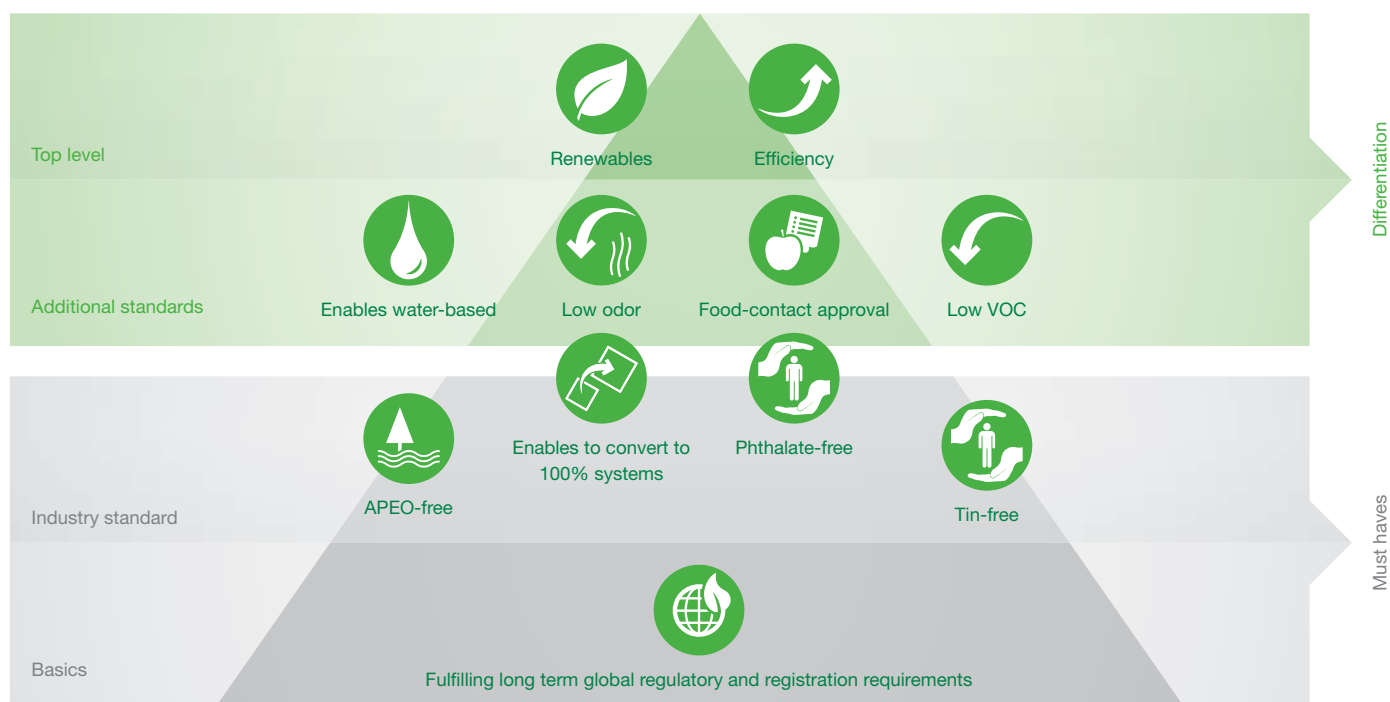 Renewables
Efficiency
Top level
Differentiation
Enables water-based
Low odor
Food-contact approval
Low VOC
Additional standards
Enables to convert to
100% systems
Phthalate-free
APEO-free
Tin-free
Industry standard
Must haves
Basics
Fulfilling long term global regulatory and registration requirements